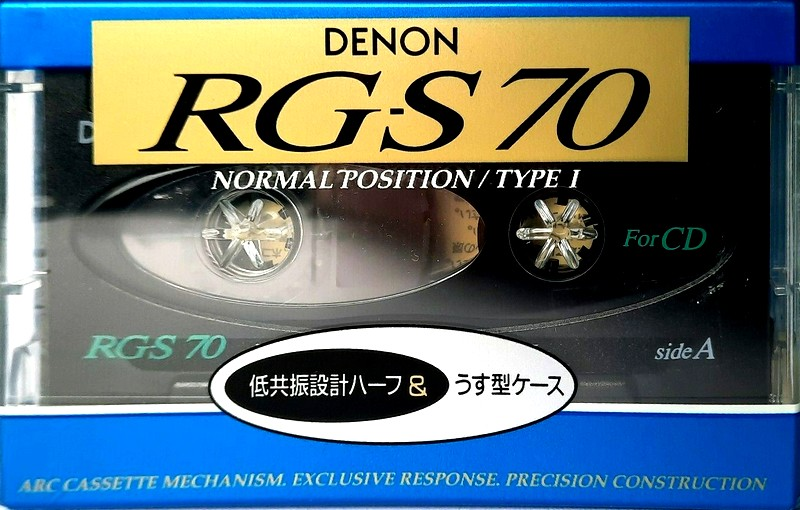 DENON
RG-S 70
NORMAL POSITION / TYPE I
For CD
RG-S 70
side A
低共振設計ハーフ & うす型ケース
ARC CASSETTE MECHANISM. EXCLUSIVE RESPONSE. PRECISION CONSTRUCTION